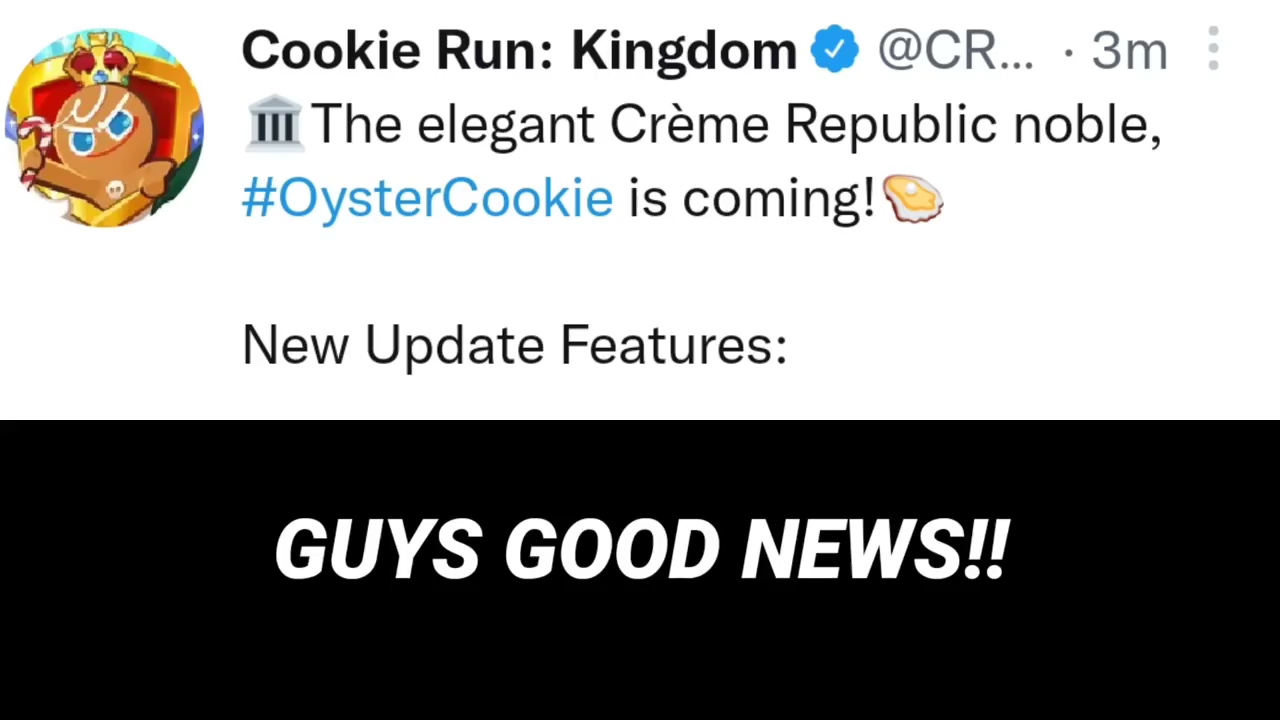 Cookie Run: Kingdom @CR... · 3m
🏛️The elegant Crème Republic noble,
#OysterCookie is coming!
New Update Features:
GUYS GOOD NEWS!!